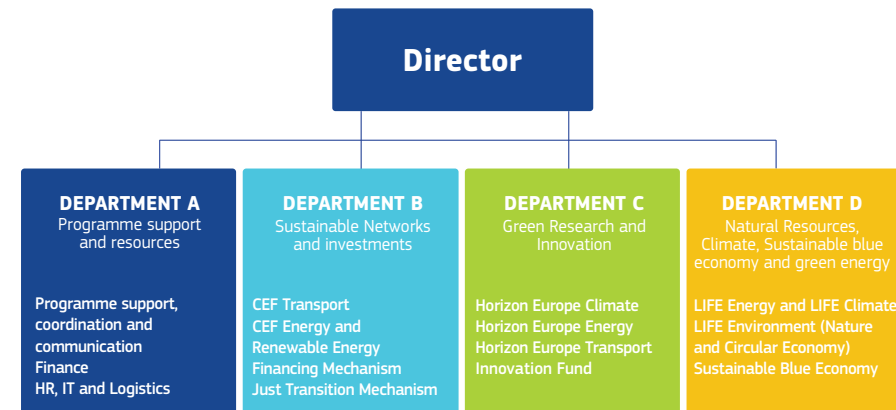 Director
DEPARTMENT A
Programme support
and resources
Programme support,
coordination and
communication
Finance
HR, IT and Logistics
DEPARTMENT B
Sustainable Networks
and investments
CEF Transport
CEF Energy and
Renewable Energy
Financing Mechanism
Just Transition Mechanism
DEPARTMENT C
Green Research and
Innovation
Horizon Europe Climate
Horizon Europe Energy
Horizon Europe Transport
Innovation Fund
DEPARTMENT D
Natural Resources,
Climate, Sustainable blue
economy and green energy
LIFE Energy and LIFE Climate
LIFE Environment (Nature
and Circular Economy)
Sustainable Blue Economy